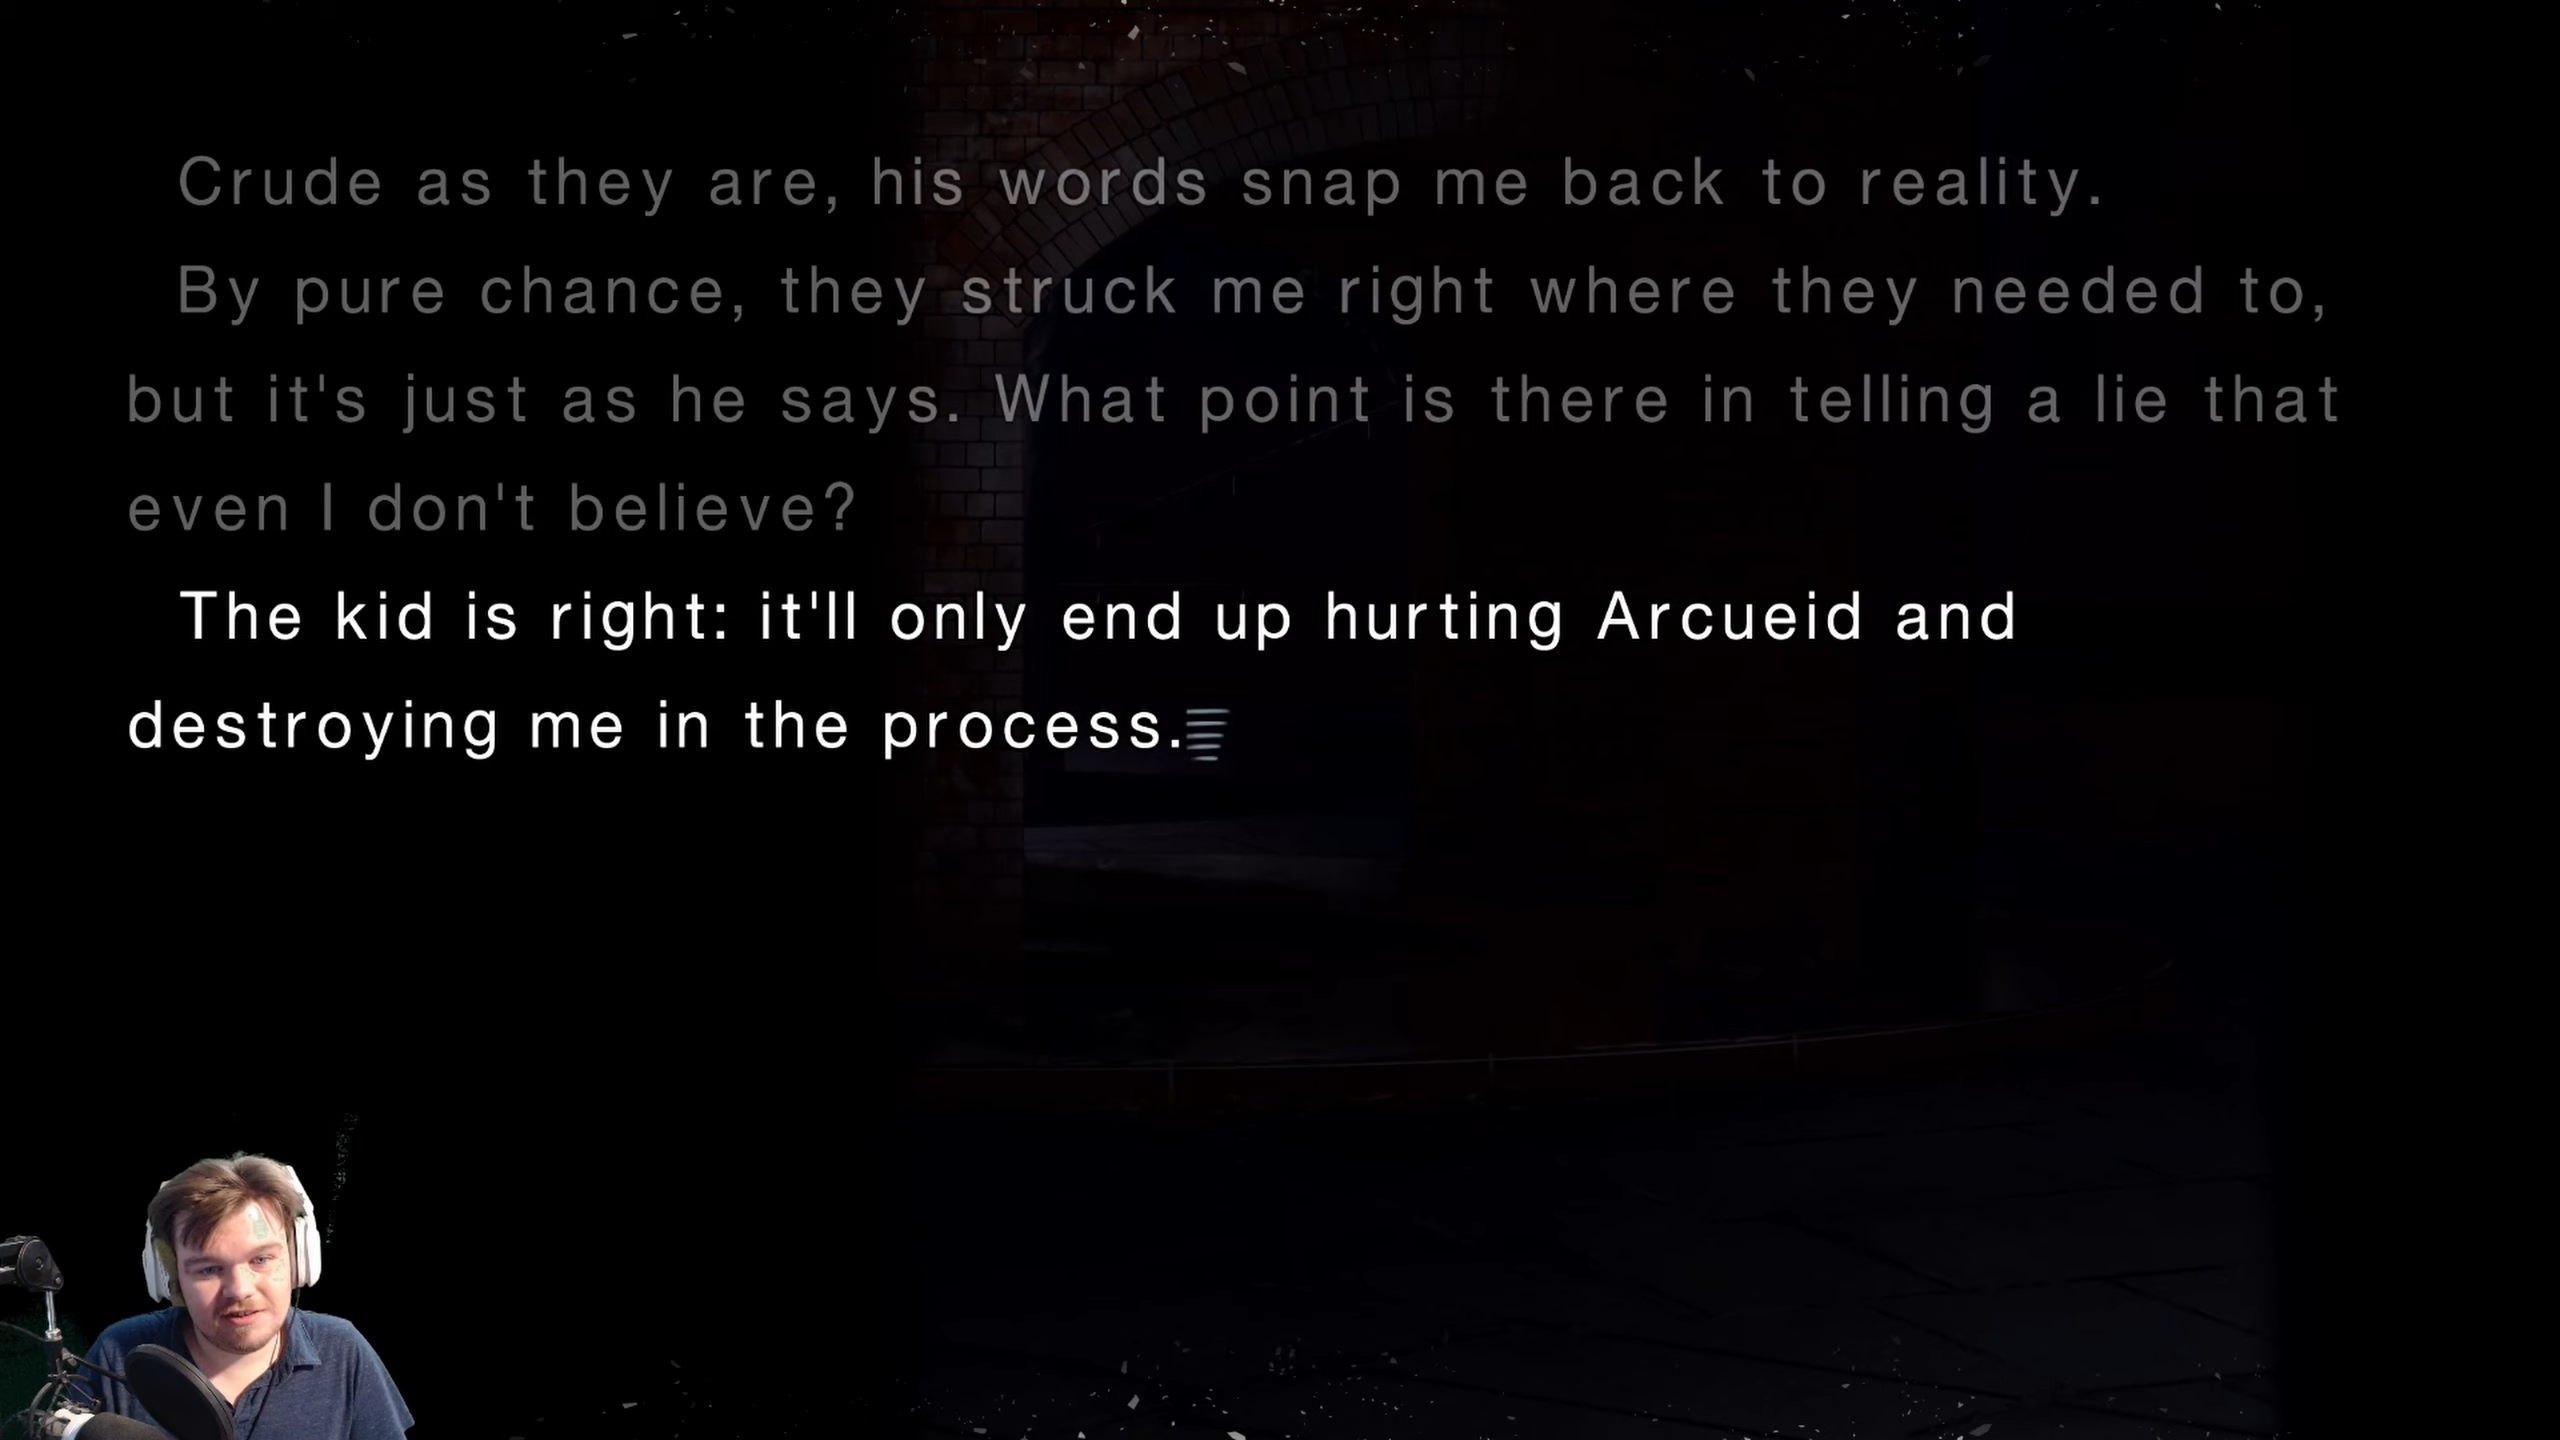 Crude as they are, his words snap me back to reality.
By pure chance, they struck me right where they needed to,
but it's just as he says. What point is there in telling a lie that
even I don't believe?
The kid is right: it'll only end up hurting Arcueid and
destroying me in the process.